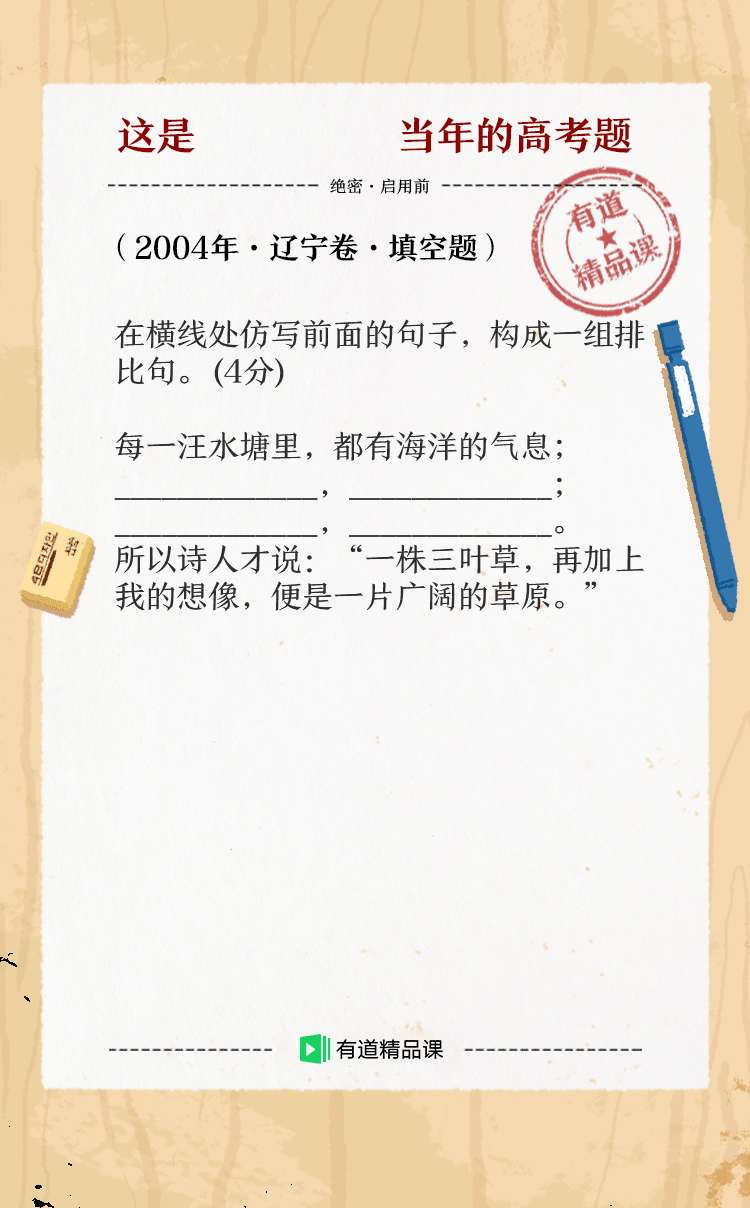 这是 当年的高考题
绝密·启用前
有道
精品课
（2004年·辽宁卷·填空题）
在横线处仿写前面的句子，构成一组排
比句。(4分)
每一汪水塘里，都有海洋的气息；
_____________，_____________；
_____________，_____________。
所以诗人才说：“一株三叶草，再加上
我的想像，便是一片广阔的草原。”
有道精品课